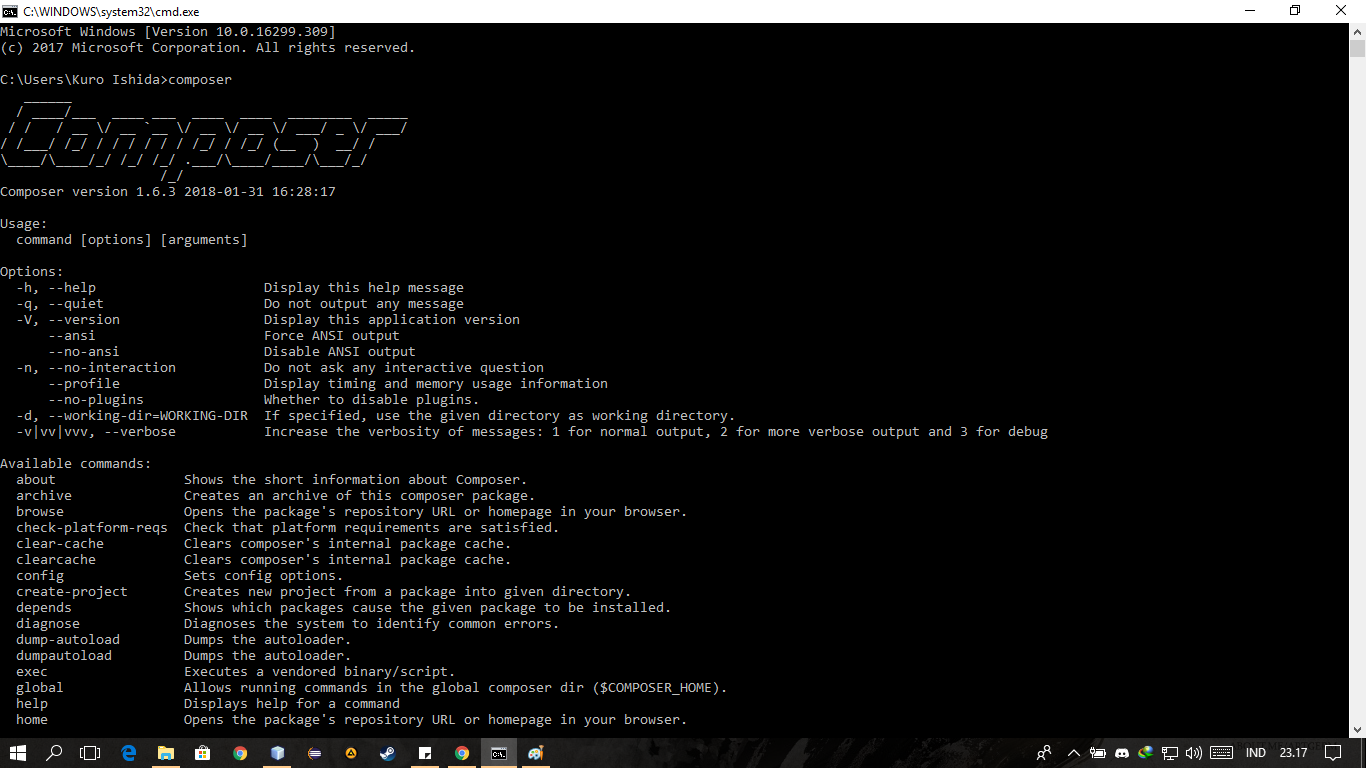 C:\WINDOWS\system32\cmd.exe
Microsoft Windows [Version 10.0.16299.309]
(c) 2017 Microsoft Corporation. All rights reserved.
C:\Users\Kuro Ishida>composer
Composer
Composer version 1.6.3 2018-01-31 16:28:17
Usage:
command [options] [arguments]
Options:
-h, --help Display this help message
-q, --quiet Do not output any message
-V, --version Display this application version
--ansi Force ANSI output
--no-ansi Disable ANSI output
-n, --no-interaction Do not ask any interactive question
--profile Display timing and memory usage information
--no-plugins Whether to disable plugins.
-d, --working-dir=WORKING-DIR If specified, use the given directory as working directory.
-v|vv|vvv, --verbose Increase the verbosity of messages: 1 for normal output, 2 for more verbose output and 3 for debug
Available commands:
about Shows the short information about Composer.
archive Creates an archive of this composer package.
browse Opens the package's repository URL or homepage in your browser.
check-platform-reqs Check that platform requirements are satisfied.
clear-cache Clears composer's internal package cache.
clearcache Clears composer's internal package cache.
config Sets config options.
create-project Creates new project from a package into given directory.
depends Shows which packages cause the given package to be installed.
diagnose Diagnoses the system to identify common errors.
dump-autoload Dumps the autoloader.
dumpautoload Dumps the autoloader.
exec Executes a vendored binary/script.
global Allows running commands in the global composer dir ($COMPOSER_HOME).
help Displays help for a command
home Opens the package's repository URL or homepage in your browser.
IND 23.17